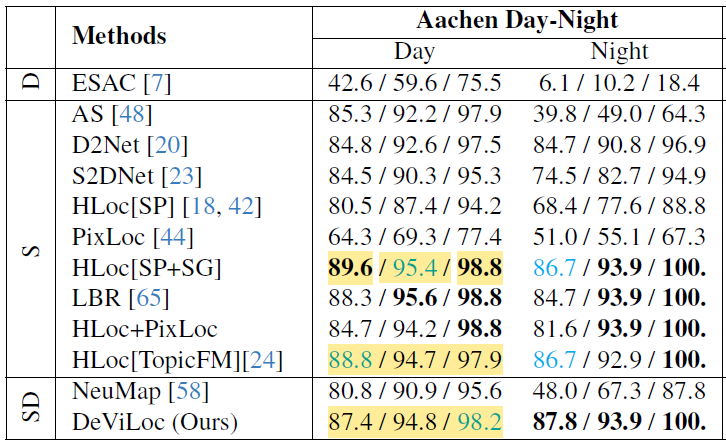 Methods Aachen Day-Night
Day Night
D ESAC [7] 42.6 / 59.6 / 75.5 6.1 / 10.2 / 18.4
S AS [48] 85.3 / 92.2 / 97.9 39.8 / 49.0 / 64.3
D2Net [20] 84.8 / 92.6 / 97.5 84.7 / 90.8 / 96.9
S2DNet [23] 84.5 / 90.3 / 95.3 74.5 / 82.7 / 94.9
HLoc[SP] [18, 42] 80.5 / 87.4 / 94.2 68.4 / 77.6 / 88.8
PixLoc [44] 64.3 / 69.3 / 77.4 51.0 / 55.1 / 67.3
HLoc[SP+SG] 89.6 / 95.4 / 98.8 86.7 / 93.9 / 100.
LBR [65] 88.3 / 95.6 / 98.8 84.7 / 93.9 / 100.
HLoc+PixLoc 84.7 / 94.2 / 98.8 81.6 / 93.9 / 100.
HLoc[TopicFM][24] 88.8 / 94.7 / 97.9 86.7 / 92.9 / 100.
SD NeuMap [58] 80.8 / 90.9 / 95.6 48.0 / 67.3 / 87.8
DeViLoc (Ours) 87.4 / 94.8 / 98.2 87.8 / 93.9 / 100.